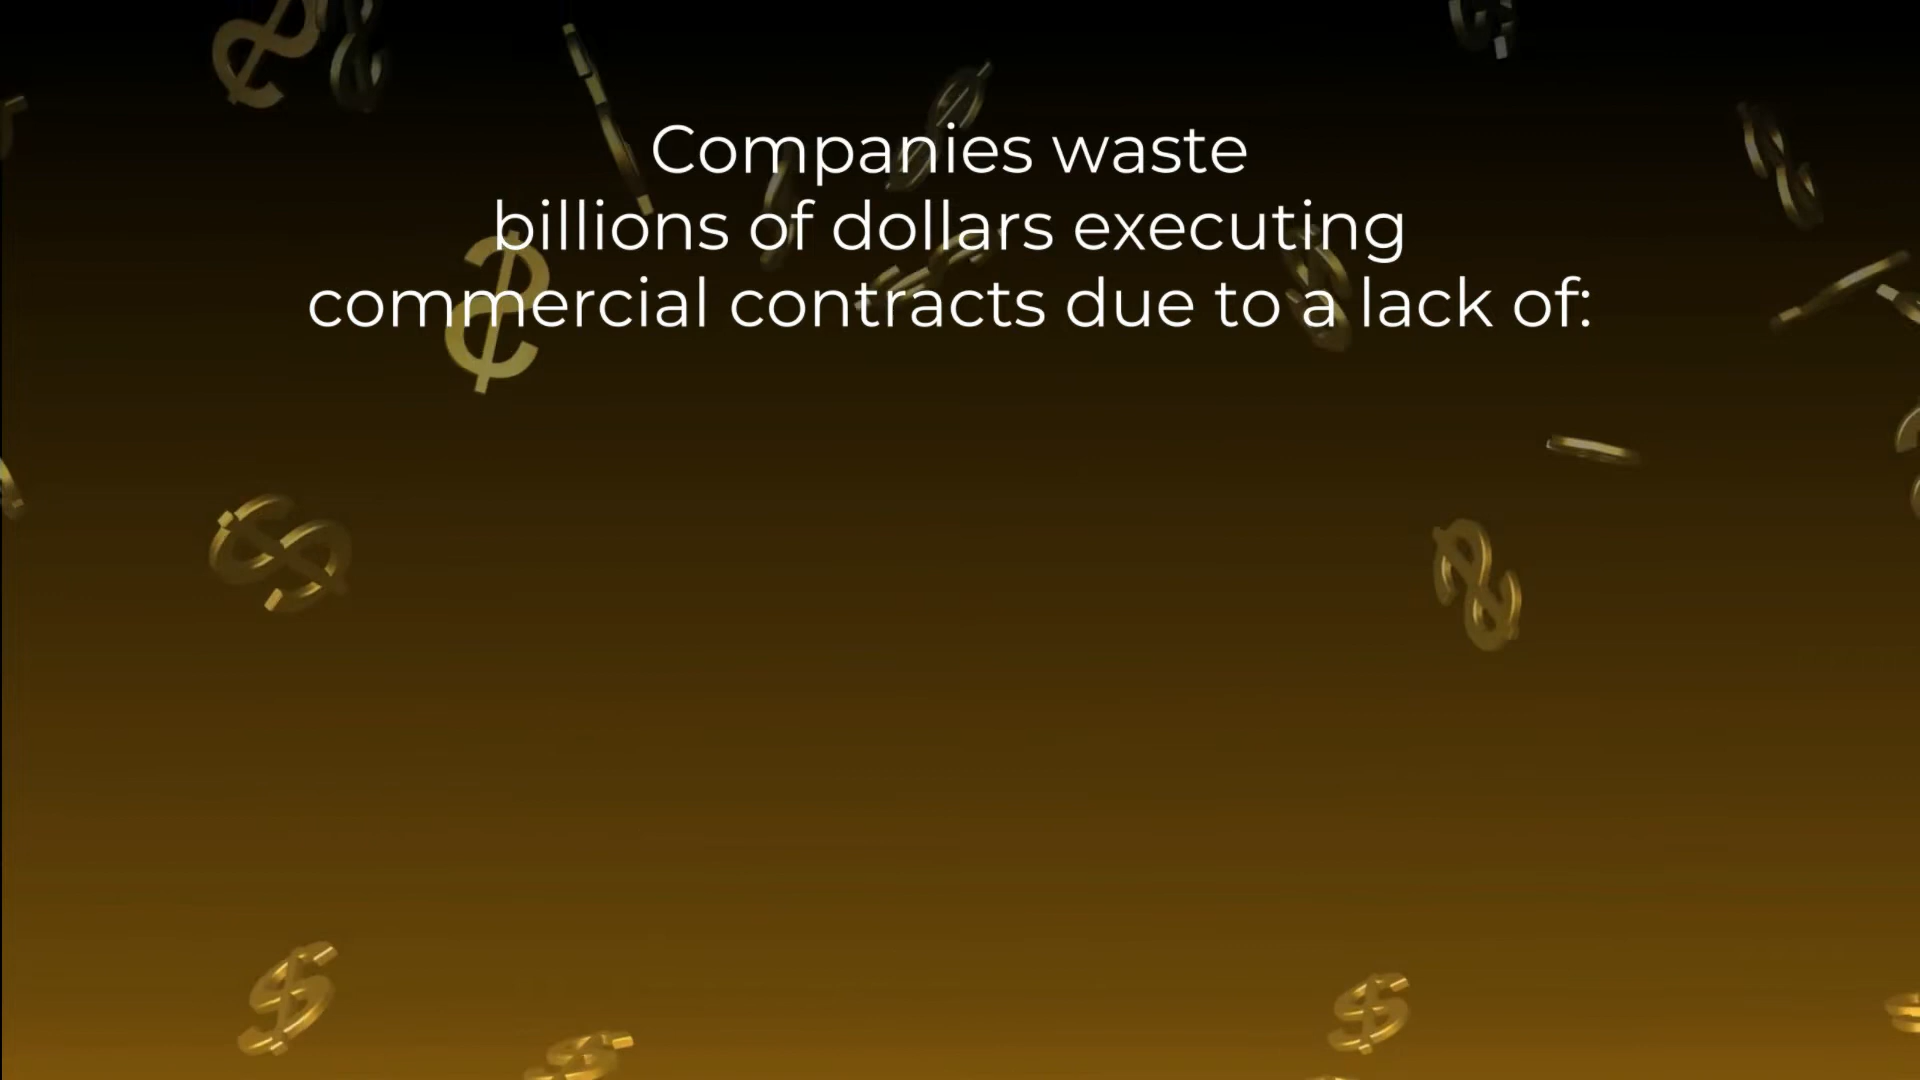 Companies waste
billions of dollars executing
commercial contracts due to a lack of: